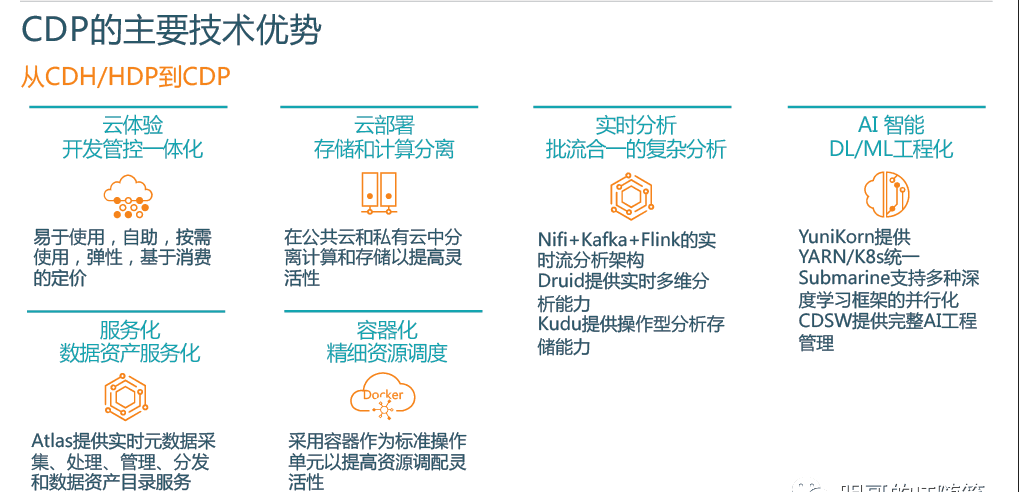 CDP的主要技术优势
从CDH/HDP到CDP
云体验
开发管控一体化
易于使用，自助，按需
使用，弹性，基于消费
的定价
云部署
存储和计算分离
在公共云和私有云中分
离计算和存储以提高灵
活性
实时分析
批流合一的复杂分析
Nifi+Kafka+Flink的实
时流分析架构
Druid提供实时多维分
析能力
Kudu提供操作型分析存
储能力
AI 智能
DL/ML工程化
YuniKorn提供
YARN/K8s统一
Submarine支持多种深
度学习框架的并行化
CDSW提供完整AI工程
管理
服务化
数据资产服务化
Atlas提供实时元数据采
集、处理、管理、分发
和数据资产目录服务
容器化
精细资源调度
Docker
采用容器作为标准操作
单元以提高资源调配灵
活性